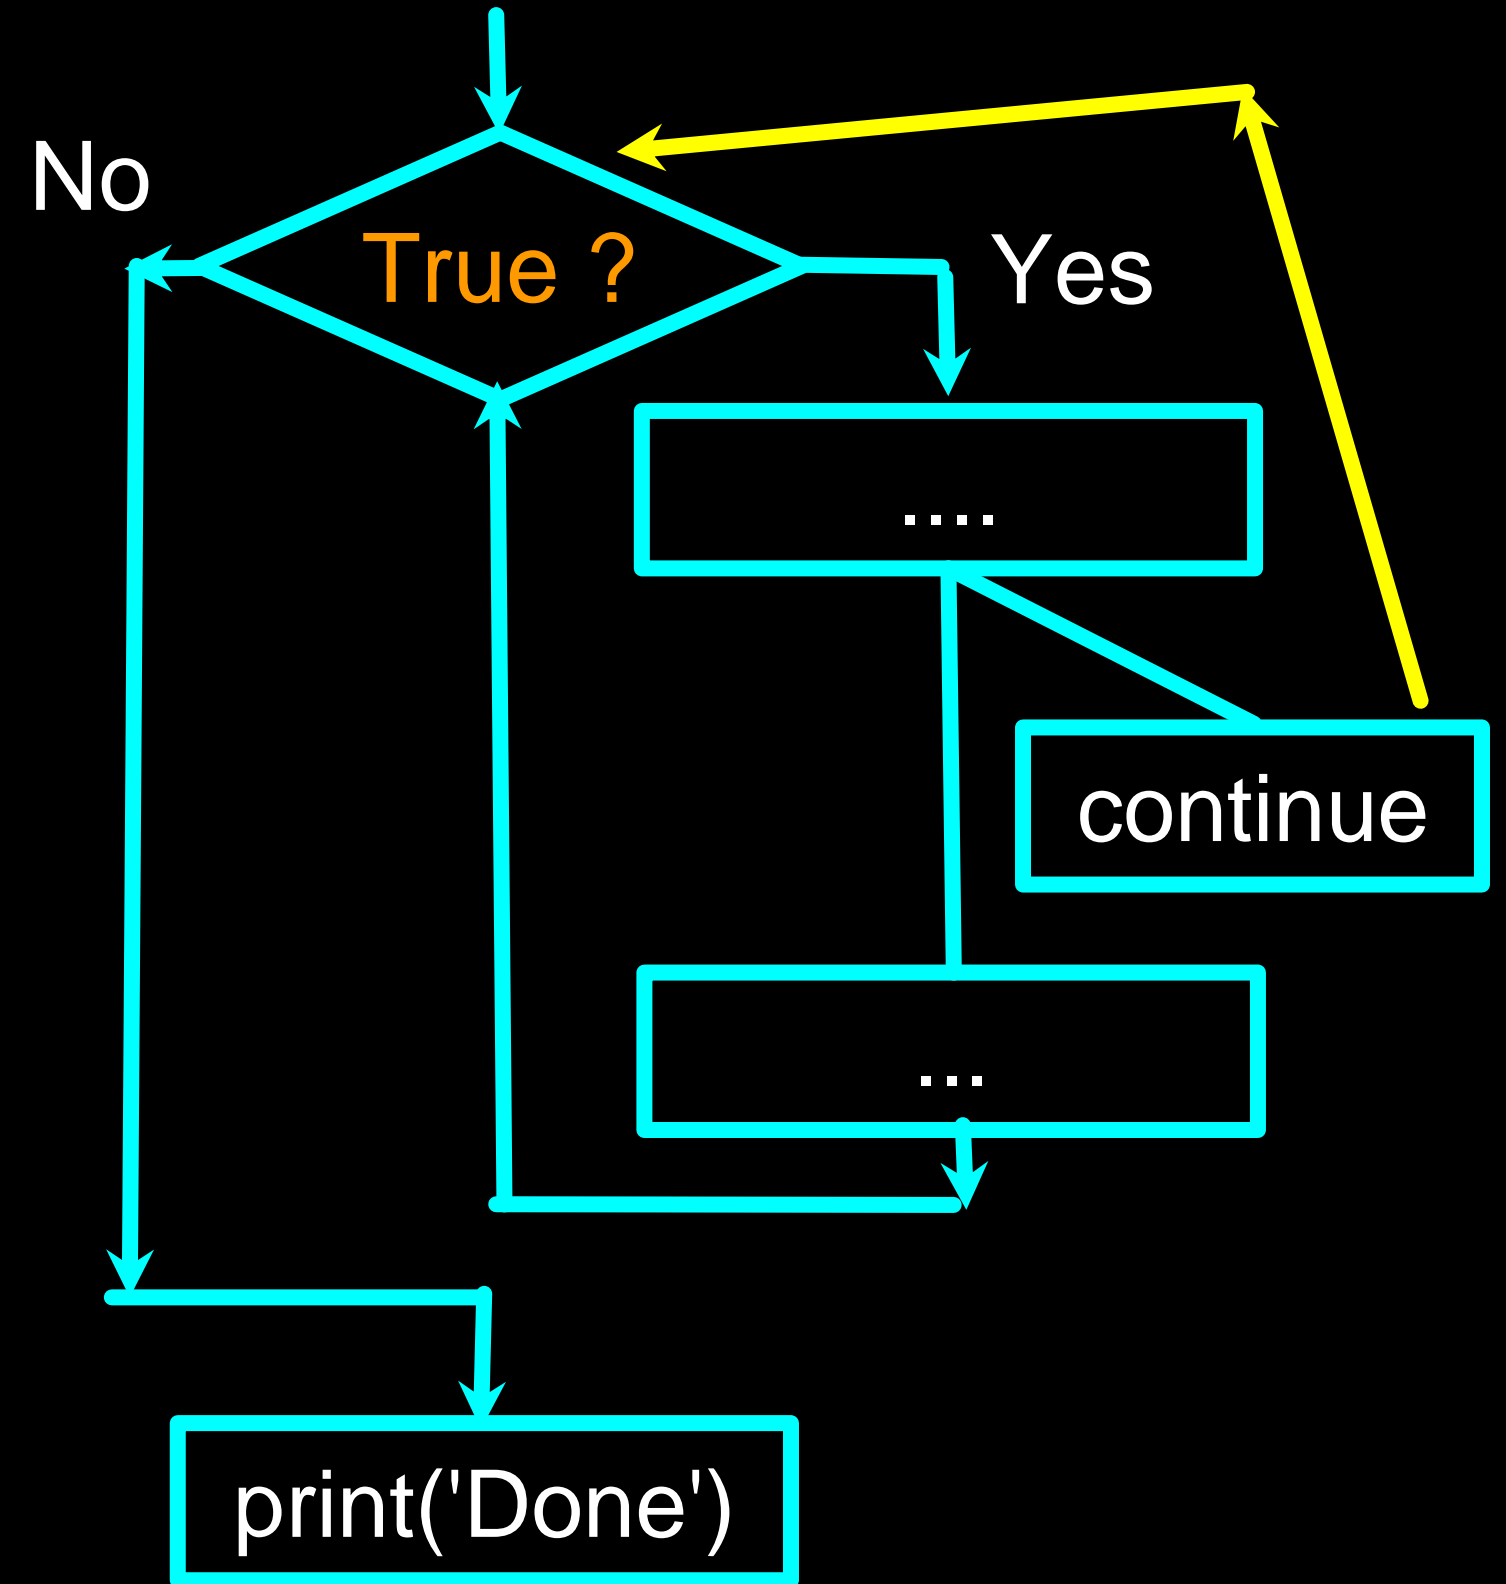 No
True ?
Yes
....
continue
...
print('Done')